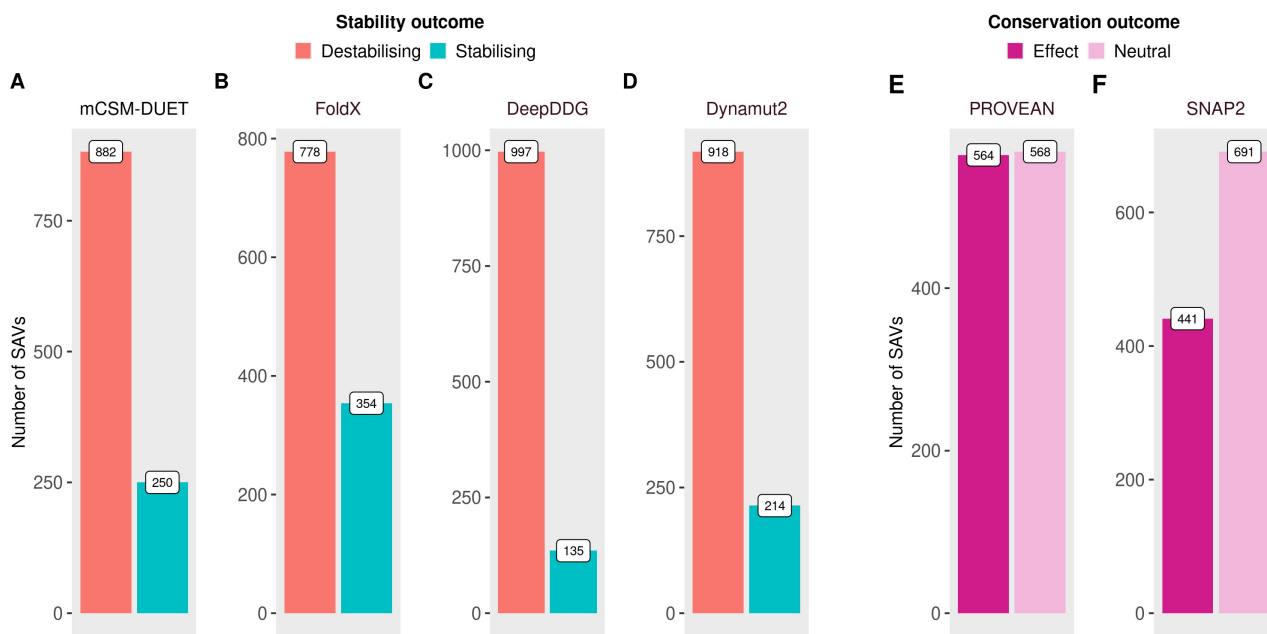 Stability outcome
Destabilising Stabilising
Conservation outcome
Effect Neutral
A
mCSM-DUET
Number of SAVs
750
500
250
0
882
250
B
FoldX
800
600
400
200
0
778
354
C
DeepDDG
1000
750
500
250
0
997
135
D
Dynamut2
750
500
250
0
918
214
E
PROVEAN
Number of SAVs
400
200
0
564
568
F
SNAP2
600
400
200
0
441
691